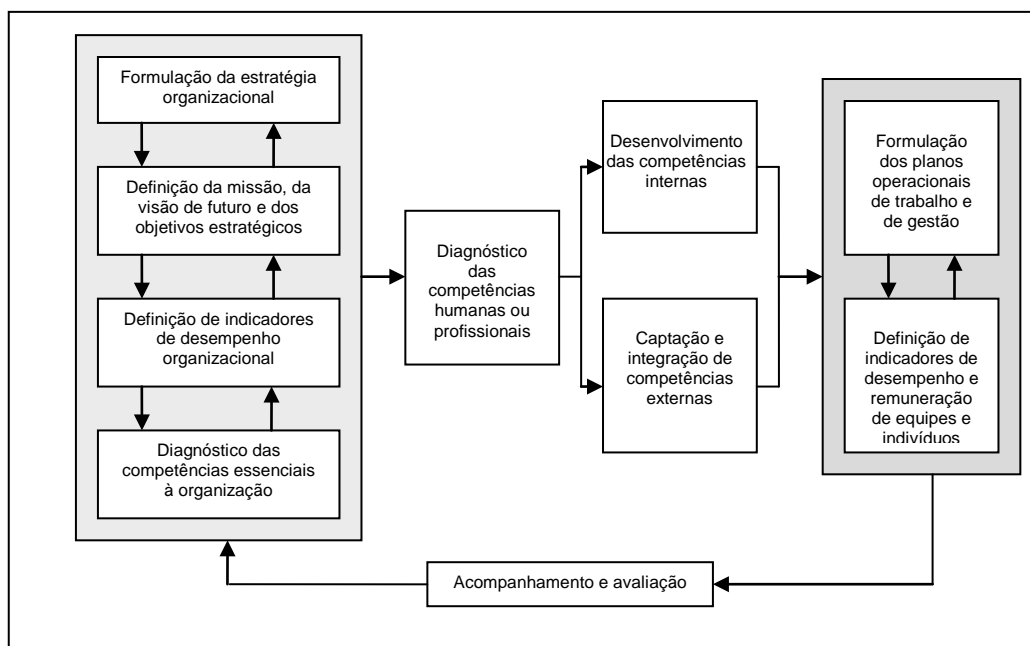 Formulação da estratégia
organizacional
Definição da missão, da
visão de futuro e dos
objetivos estratégicos
Definição de indicadores
de desempenho
organizacional
Diagnóstico das
competências essenciais
à organização
Diagnóstico
das
competências
humanas ou
profissionais
Desenvolvimento
das competências
internas
Captação e
integração de
competências
externas
Formulação
dos planos
operacionais
de trabalho e
de gestão
Definição de
indicadores de
desempenho e
remuneração
de equipes e
indivíduos
Acompanhamento e avaliação